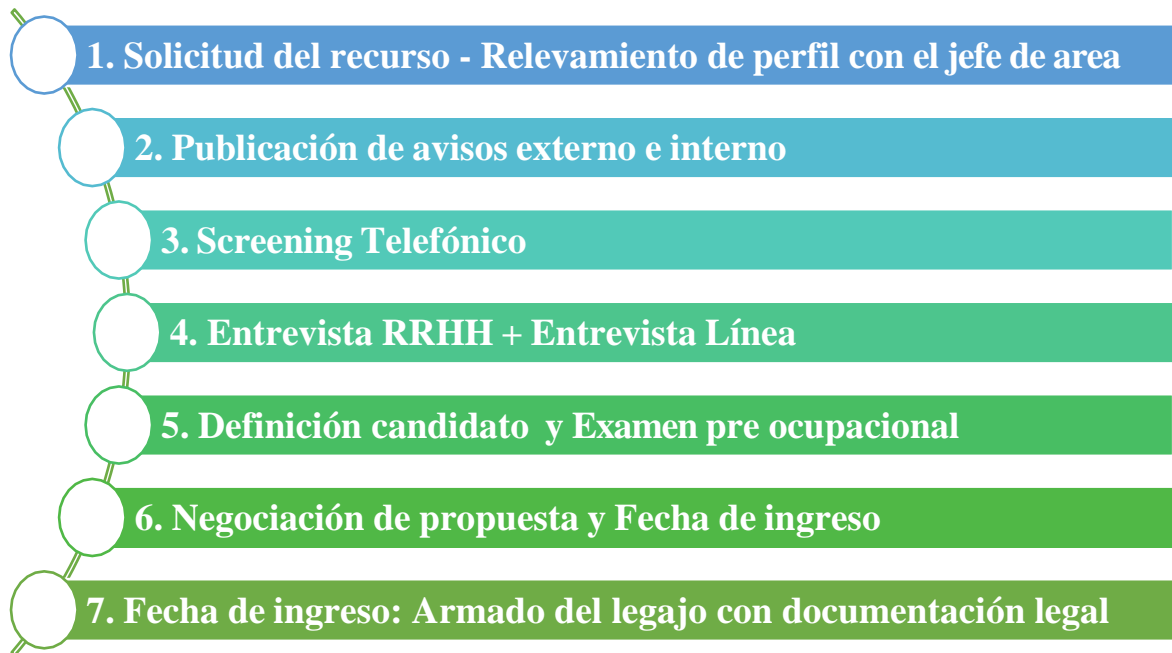 1. Solicitud del recurso - Relevamiento de perfil con el jefe de area
2. Publicación de avisos externo e interno
3. Screening Telefónico
4. Entrevista RRHH + Entrevista Línea
5. Definición candidato y Examen pre ocupacional
6. Negociación de propuesta y Fecha de ingreso
7. Fecha de ingreso: Armado del legajo con documentación legal